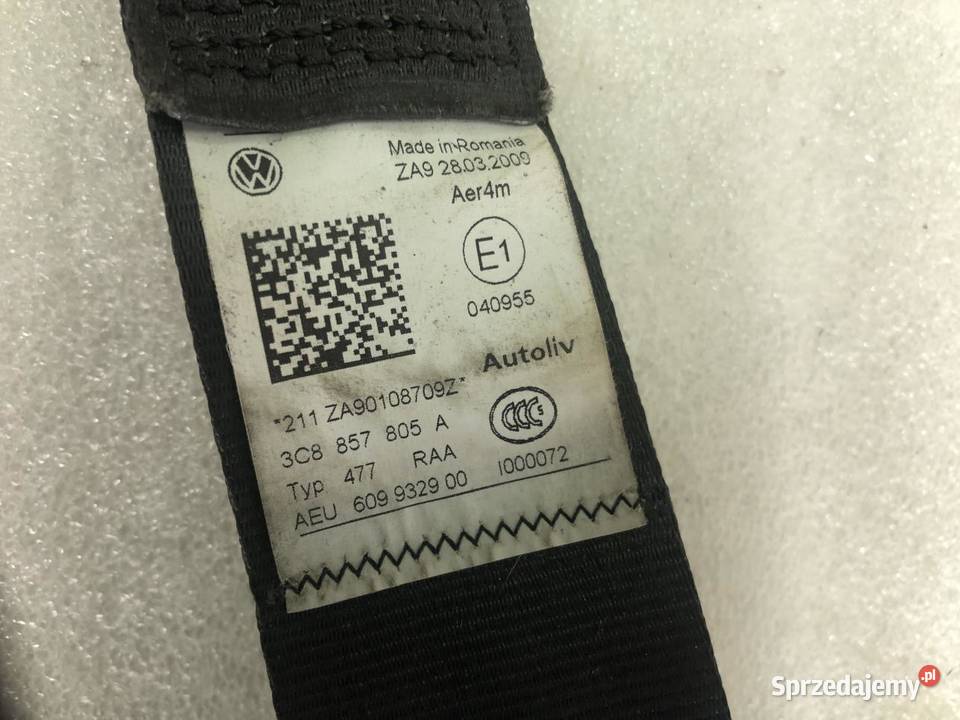 Made in Romania
ZA9 28.03.2009
Aer4m
E1
040955
Autoliv
*211 ZA90108709Z*
3C8 857 805 A
CCC S
Typ 477 RAA
AEU 609 9329 00 I000072
Sprzedajemy.pl